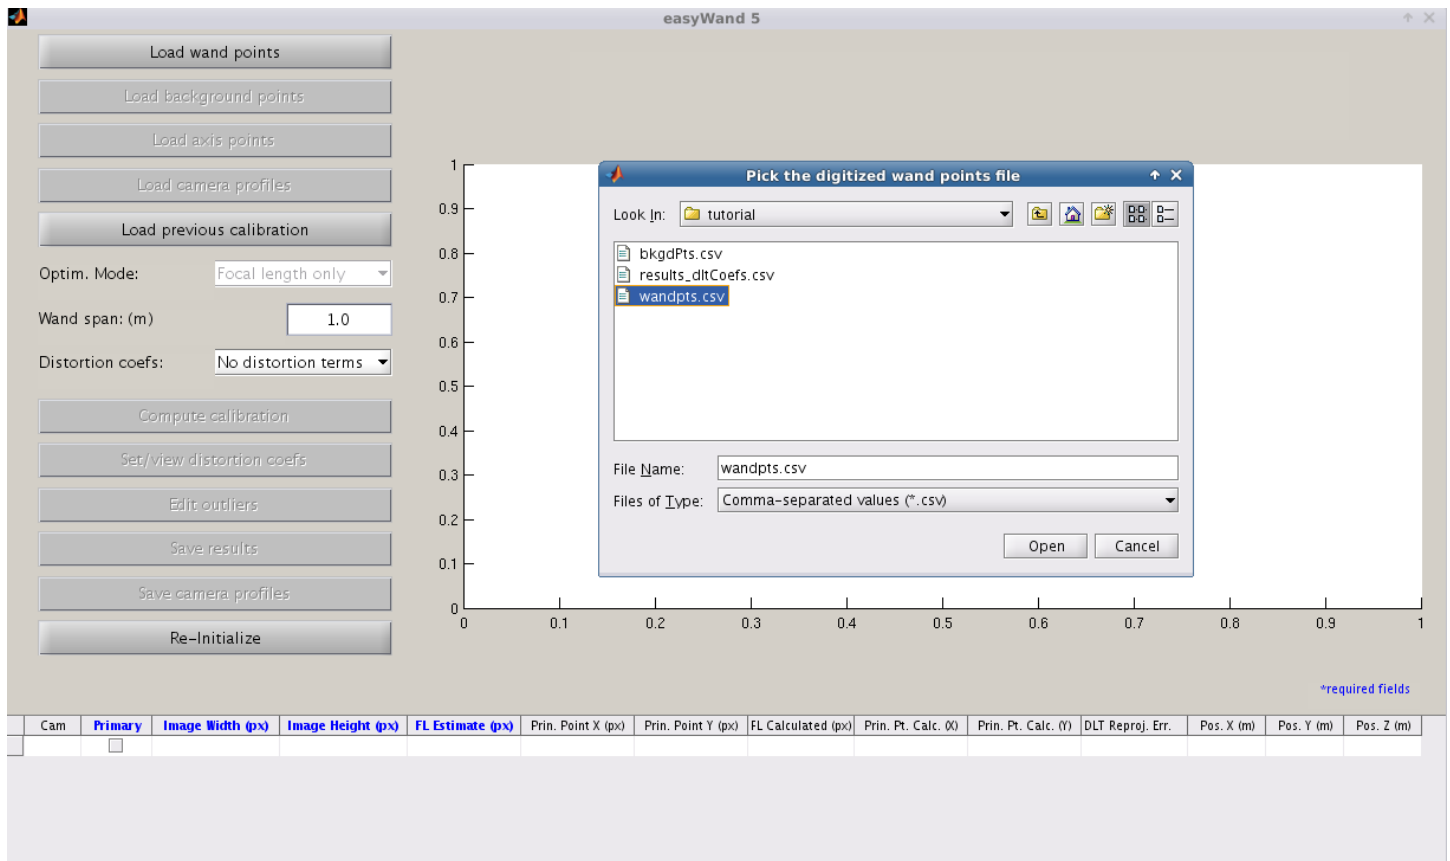 easyWand 5
Load wand points
Load background points
Load axis points
Load camera profiles
Load previous calibration
Optim. Mode: Focal length only
Wand span: (m) 1.0
Distortion coefs: No distortion terms
Compute calibration
Set/view distortion coefs
Edit outliers
Save results
Save camera profiles
Re-Initialize
1
0.9
0.8
0.7
0.6
0.5
0.4
0.3
0.2
0.1
0
0 0.1 0.2 0.3 0.4 0.5 0.6 0.7 0.8 0.9 1
Pick the digitized wand points file
Look In: tutorial
bkgdPts.csv
results_dltCoefs.csv
wandpts.csv
File Name: wandpts.csv
Files of Type: Comma-separated values (*.csv)
Open Cancel
*required fields
Cam Primary Image Width (px) Image Height (px) FL Estimate (px) Prin. Point X (px) Prin. Point Y (px) FL Calculated (px) Prin. Pt. Calc. (X) Prin. Pt. Calc. (Y) DLT Reproj. Err. Pos. X (m) Pos. Y (m) Pos. Z (m)